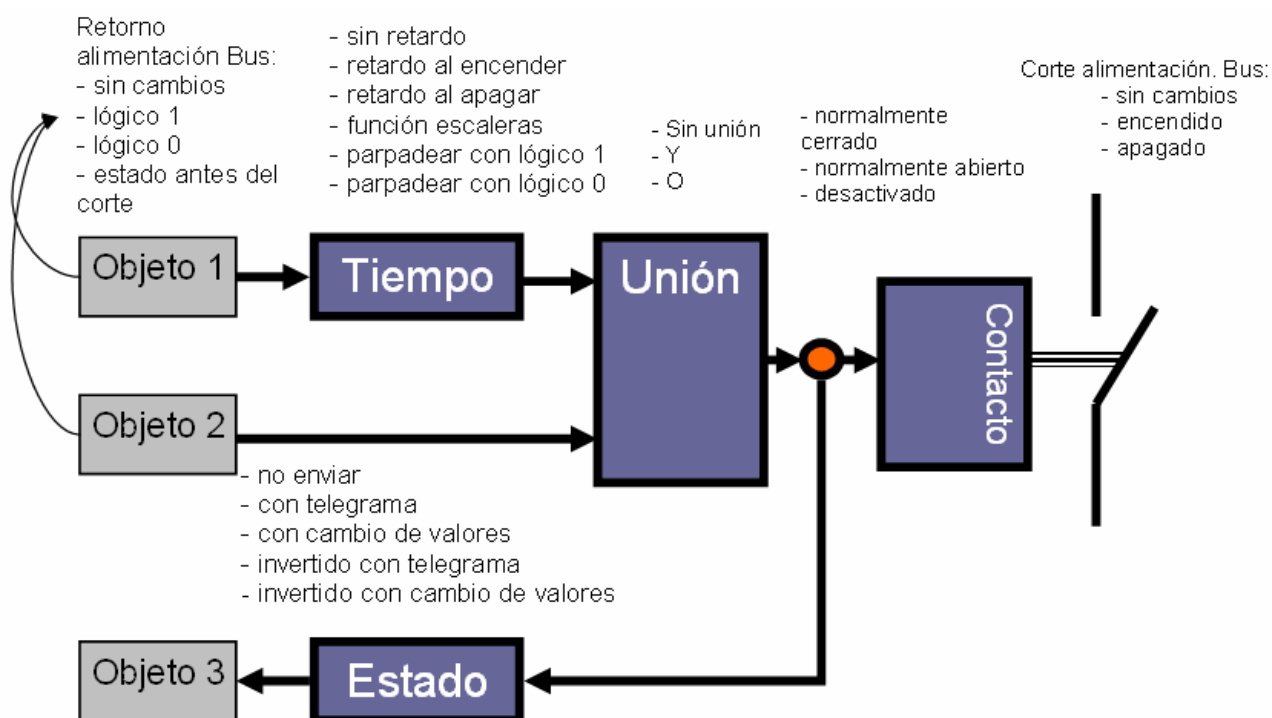 Retorno
alimentación Bus:
- sin cambios
- lógico 1
- lógico 0
- estado antes del
corte
- sin retardo
- retardo al encender
- retardo al apagar
- función escaleras
- parpadear con lógico 1
- parpadear con lógico 0
- Sin unión
- Y
- O
- normalmente
cerrado
- normalmente abierto
- desactivado
Corte alimentación. Bus:
- sin cambios
- encendido
- apagado
Objeto 1
Tiempo
Unión
Contacto
Objeto 2
- no enviar
- con telegrama
- con cambio de valores
- invertido con telegrama
- invertido con cambio de valores
Objeto 3
Estado